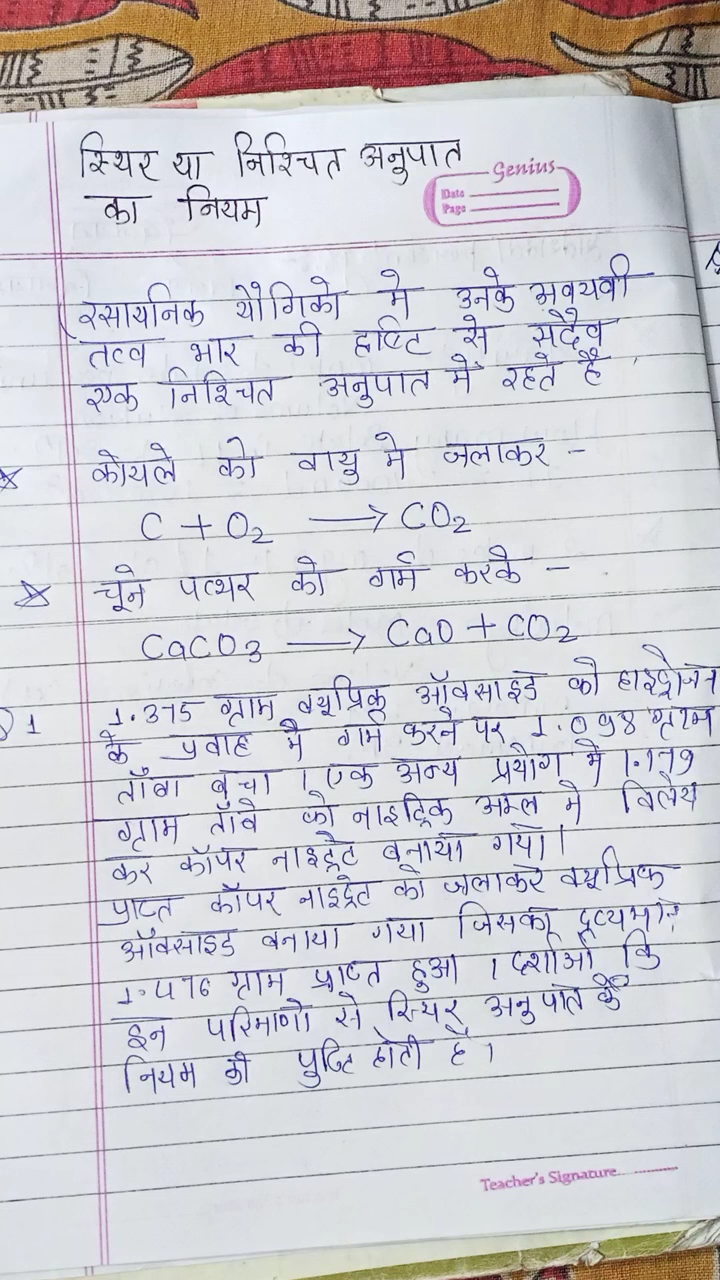 स्थिर या निश्चित अनुपात
का नियम
Genius
Date
Page
रसायनिक यौगिको मे उनके अवयवी
तत्व भार की दृष्टि से सदैव
एक निश्चित अनुपात में रहते है
कोयले को वायु मे जलाकर -
C + O₂ ⟶ CO₂
चूने पत्थर को गर्म करके -
CaCO₃ ⟶ CaO + CO₂
1 1.375 ग्राम क्यूप्रिक ऑक्साइड को हाइड्रोजन
के प्रवाह मे गर्म करने पर 1.098 ग्राम
ताँबा बचा । एक अन्य प्रयोग मे 1.179
ग्राम ताँबे को नाइट्रिक अम्ल मे विलेय
कर कॉपर नाइट्रेट बनाया गया।
प्राप्त कॉपर नाइट्रेट को जलाकर क्यूप्रिक
ऑक्साइड बनाया गया जिसका द्रव्यमान
1.476 ग्राम प्राप्त हुआ । दर्शाओ कि
इन परिमाणो से स्थिर अनुपात के
नियम की पुष्टि होती है ।
Teacher's Signature